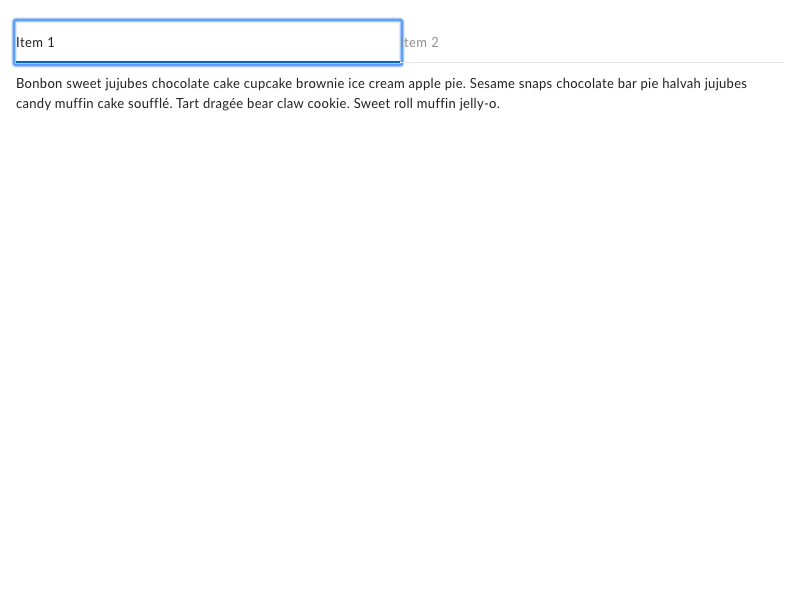 Item 1
tem 2
Bonbon sweet jujubes chocolate cake cupcake brownie ice cream apple pie. Sesame snaps chocolate bar pie halvah jujubes
candy muffin cake soufflé. Tart dragée bear claw cookie. Sweet roll muffin jelly-o.